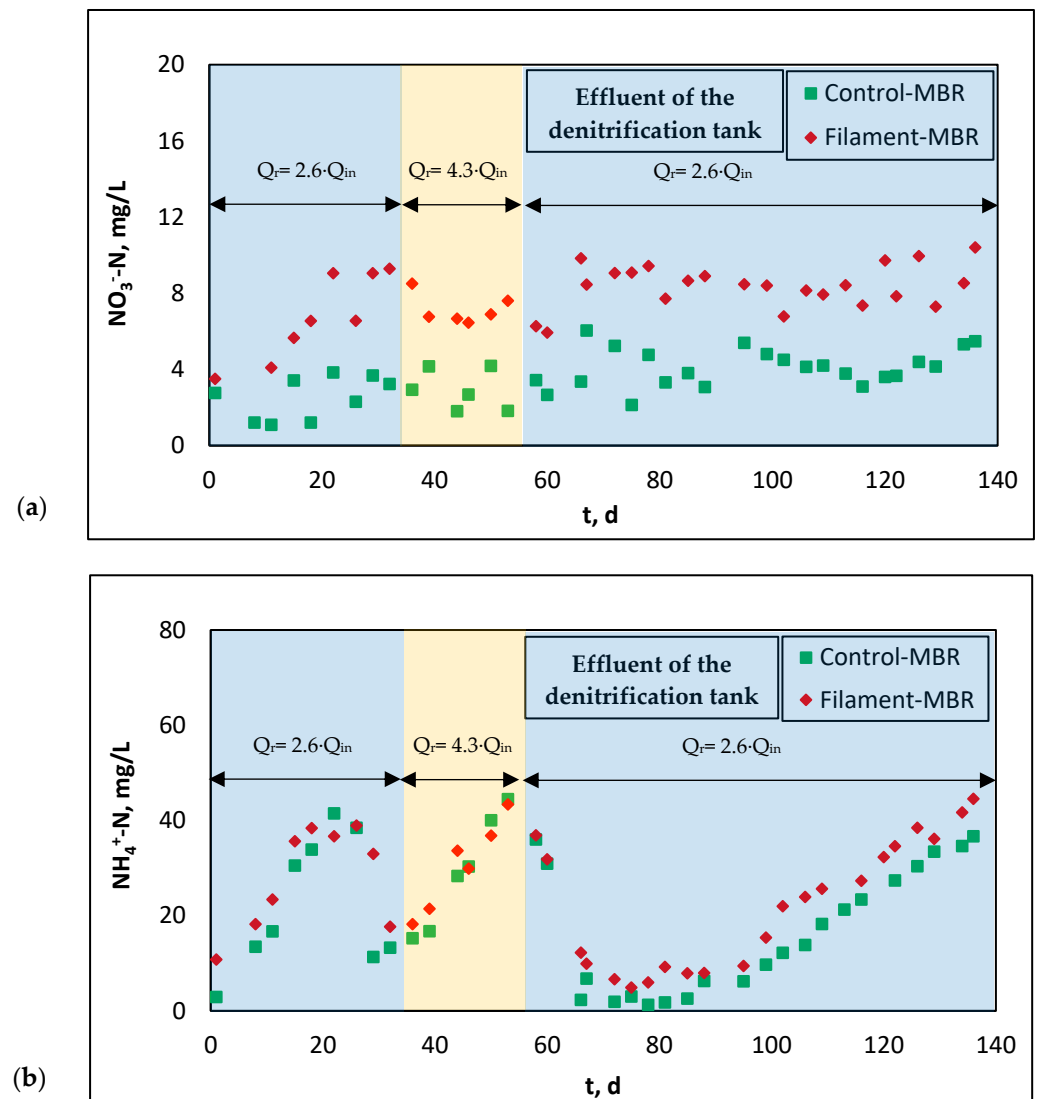 20
16
12
8
4
0
NO₃⁻-N, mg/L
Effluent of the
denitrification tank
Control-MBR
Filament-MBR
Qr= 2.6·Qin
Qr= 4.3·Qin
Qr= 2.6·Qin
0 20 40 60 80 100 120 140
t, d
(a)
80
60
40
20
0
NH₄⁺-N, mg/L
Effluent of the
denitrification tank
Control-MBR
Filament-MBR
Qr= 2.6·Qin
Qr= 4.3·Qin
Qr= 2.6·Qin
0 20 40 60 80 100 120 140
t, d
(b)